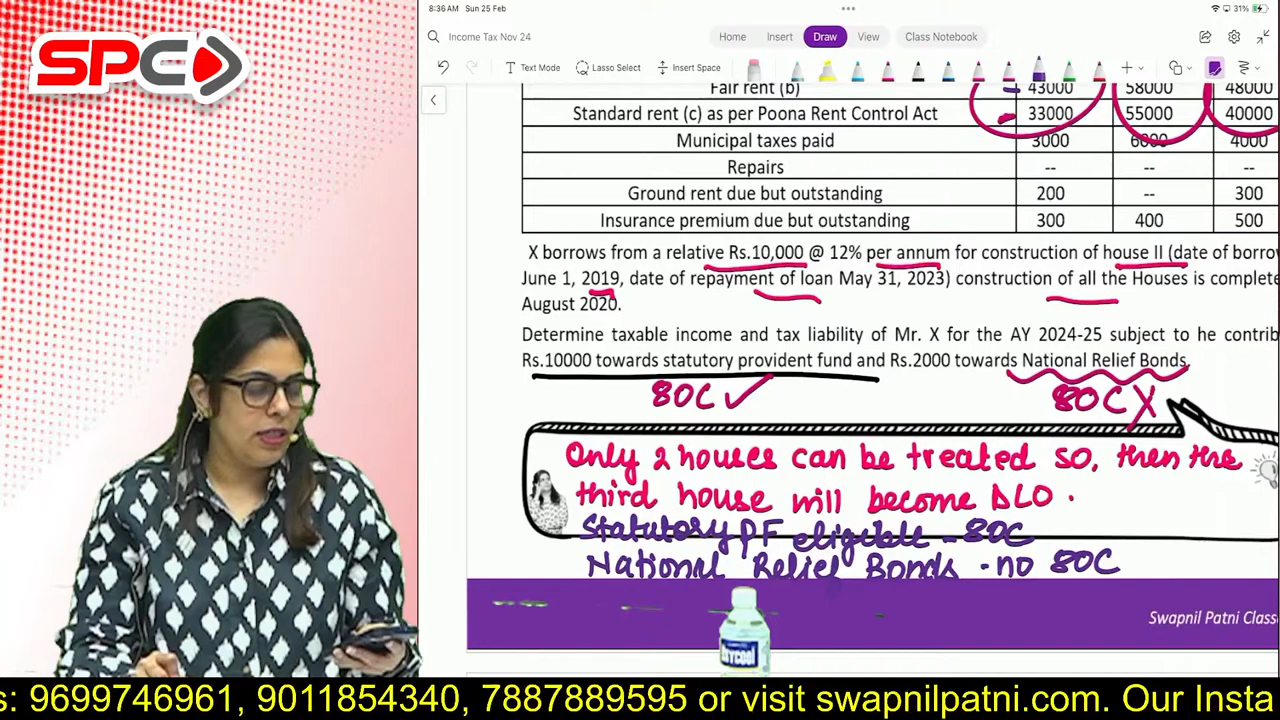 8:36 AM Sun 25 Feb
31%
SPC
Income Tax Nov 24
Home Insert Draw View Class Notebook
Text Mode Lasso Select Insert Space
Fair rent (b) 43000 58000 48000
Standard rent (c) as per Poona Rent Control Act 33000 55000 40000
Municipal taxes paid 3000 6000 4000
Repairs -- -- --
Ground rent due but outstanding 200 -- 300
Insurance premium due but outstanding 300 400 500
X borrows from a relative Rs.10,000 @ 12% per annum for construction of house II (date of borro
June 1, 2019, date of repayment of loan May 31, 2023) construction of all the Houses is complete
August 2020.
Determine taxable income and tax liability of Mr. X for the AY 2024-25 subject to he contrib
Rs.10000 towards statutory provident fund and Rs.2000 towards National Relief Bonds.
80C ✓ 80C X
Only 2 houses can be treated SO, then the
third house will become DLO.
Statutory PF eligible - 80C
National Relief Bonds - no 80C
Swapnil Patni Classe
s: 9699746961, 9011854340, 7887889595 or visit swapnilpatni.com. Our Insta